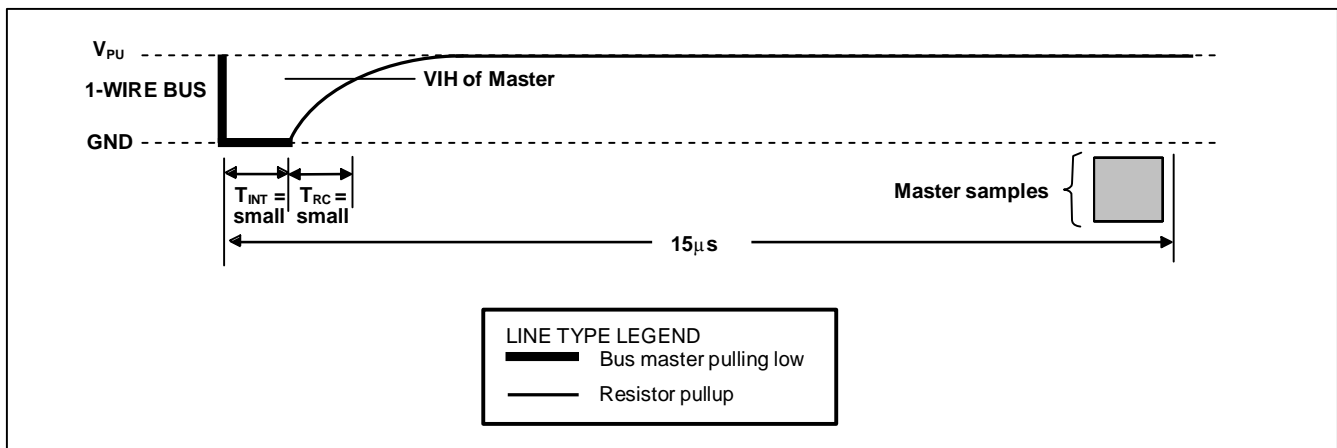 VPU
1-WIRE BUS
VIH of Master
GND
TINT =
small
TRC =
small
Master samples
15μs
LINE TYPE LEGEND
Bus master pulling low
Resistor pullup